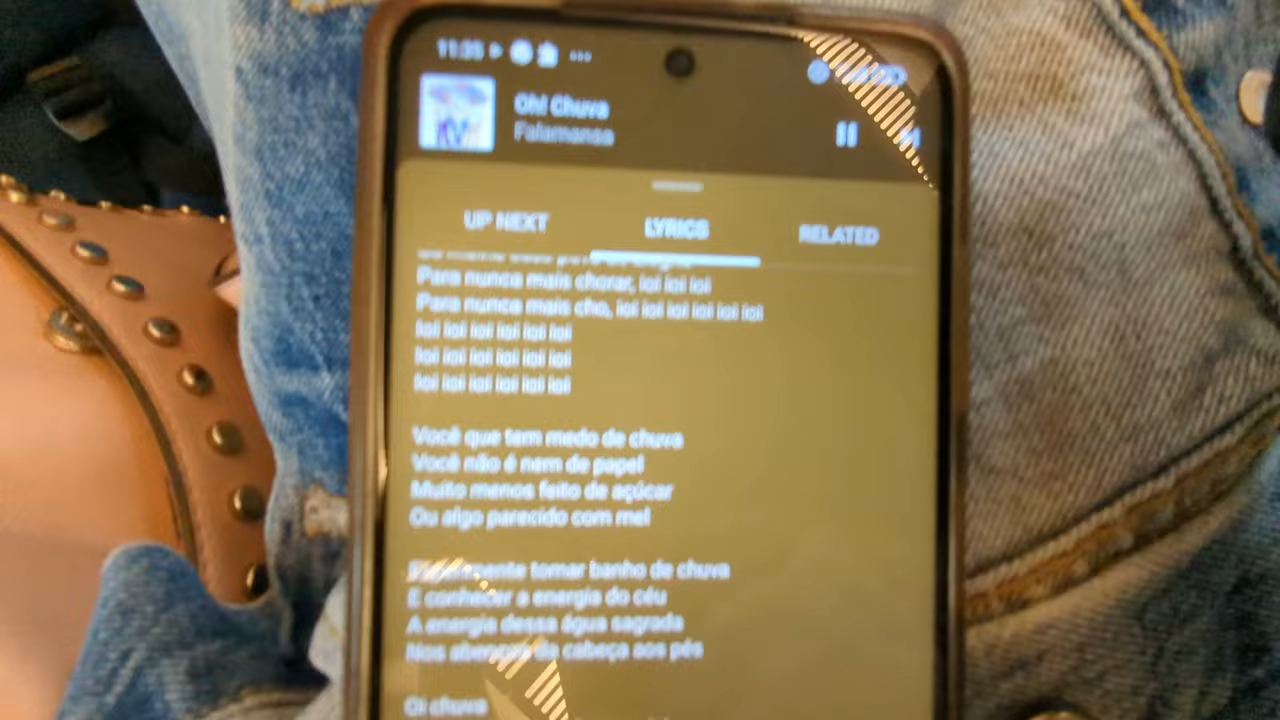 11:35
Oh! Chuva
Falamansa
UP NEXT
LYRICS
RELATED
Para nunca mais chorar, ioi ioi ioi
Para nunca mais cho, ioi ioi ioi ioi ioi ioi
Ioi ioi ioi ioi ioi ioi
Ioi ioi ioi ioi ioi ioi
Ioi ioi ioi ioi ioi ioi
Você que tem medo de chuva
Você não é nem de papel
Muito menos feito de açúcar
Ou algo parecido com mel
tomar banho de chuva
E conhecer a energia do céu
A energia dessa água sagrada
Nos da cabeça aos pés
Oi chuva